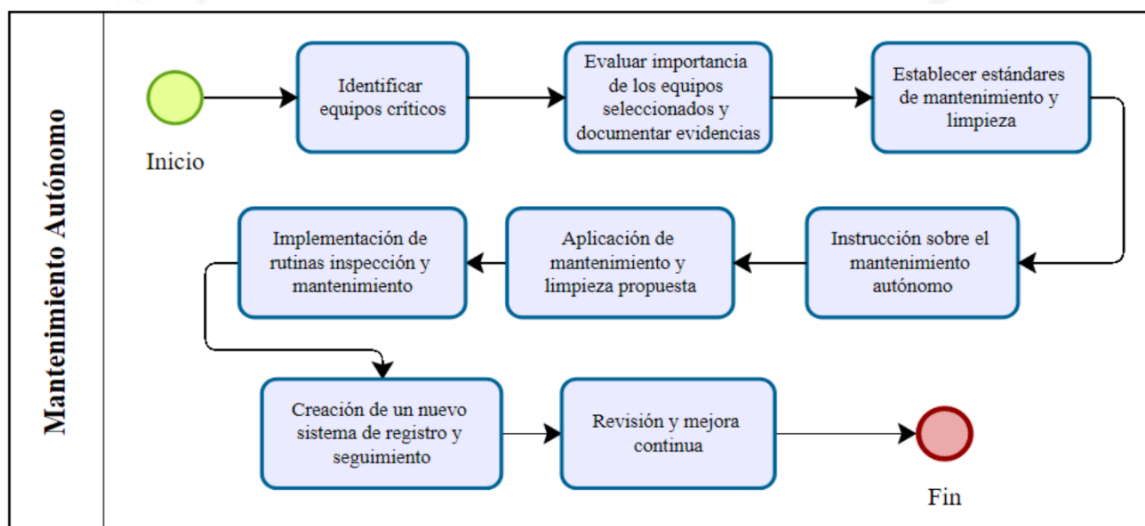 Mantenimiento Autónomo
Inicio
Identificar
equipos críticos
Evaluar importancia
de los equipos
seleccionados y
documentar evidencias
Establecer estándares
de mantenimiento y
limpieza
Instrucción sobre el
mantenimiento
autónomo
Aplicación de
mantenimiento y
limpieza propuesta
Implementación de
rutinas inspección y
mantenimiento
Creación de un nuevo
sistema de registro y
seguimiento
Revisión y mejora
continua
Fin